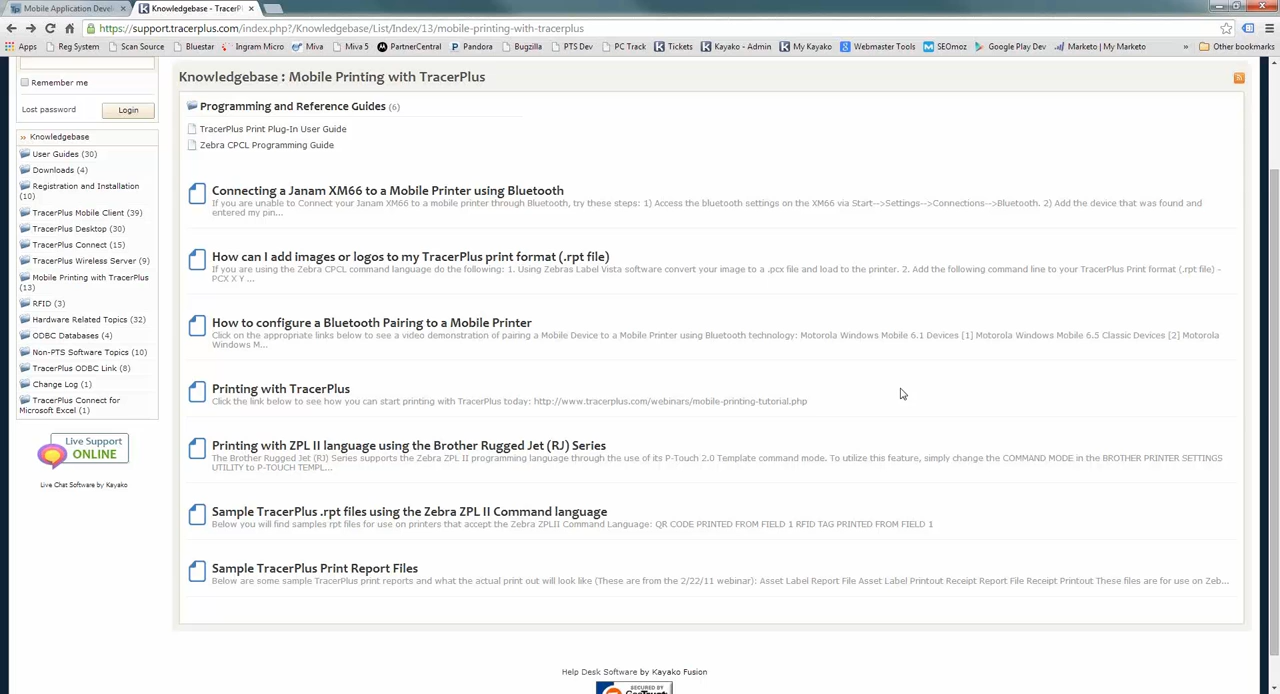 Mobile Application Devel
Knowledgebase - TracerP
https://support.tracerplus.com/index.php?/Knowledgebase/List/Index/13/mobile-printing-with-tracerplus
Apps
Reg System
Scan Source
Bluestar
Ingram Micro
Miva
Miva 5
PartnerCentral
Pandora
Bugzilla
PTS Dev
PC Track
Tickets
Kayako - Admin
My Kayako
Webmaster Tools
SEOmoz
Google Play Dev
Marketo | My Marketo
»
Other bookmarks
Remember me
Lost password
Login
Knowledgebase
User Guides (30)
Downloads (4)
Registration and Installation
(10)
TracerPlus Mobile Client (39)
TracerPlus Desktop (30)
TracerPlus Connect (15)
TracerPlus Wireless Server (9)
Mobile Printing with TracerPlus
(13)
RFID (3)
Hardware Related Topics (32)
ODBC Databases (4)
Non-PTS Software Topics (10)
TracerPlus ODBC Link (8)
Change Log (1)
TracerPlus Connect for
Microsoft Excel (1)
Live Support
ONLINE
Live Chat Software by Kayako
Knowledgebase : Mobile Printing with TracerPlus
Programming and Reference Guides (6)
TracerPlus Print Plug-In User Guide
Zebra CPCL Programming Guide
Connecting a Janam XM66 to a Mobile Printer using Bluetooth
If you are unable to Connect your Janam XM66 to a mobile printer through Bluetooth, try these steps: 1) Access the bluetooth settings on the XM66 via Start-->Settings-->Connections-->Bluetooth. 2) Add the device that was found and
entered my pin...
How can I add images or logos to my TracerPlus print format (.rpt file)
If you are using the Zebra CPCL command language do the following: 1. Using Zebras Label Vista software convert your image to a .pcx file and load to the printer. 2. Add the following command line to your TracerPlus Print format (.rpt file) -
PCX X Y ...
How to configure a Bluetooth Pairing to a Mobile Printer
Click on the appropriate links below to see a video demonstration of pairing a Mobile Device to a Mobile Printer using Bluetooth technology: Motorola Windows Mobile 6.1 Devices [1] Motorola Windows Mobile 6.5 Classic Devices [2] Motorola
Windows M...
Printing with TracerPlus
Click the link below to see how you can start printing with TracerPlus today: http://www.tracerplus.com/webinars/mobile-printing-tutorial.php
Printing with ZPL II language using the Brother Rugged Jet (RJ) Series
The Brother Rugged Jet (RJ) Series supports the Zebra ZPL II programming language through the use of its P-Touch 2.0 Template command mode. To utilize this feature, simply change the COMMAND MODE in the BROTHER PRINTER SETTINGS
UTILITY to P-TOUCH TEMPL...
Sample TracerPlus .rpt files using the Zebra ZPL II Command language
Below you will find samples rpt files for use on printers that accept the Zebra ZPLII Command Language: QR CODE PRINTED FROM FIELD 1 RFID TAG PRINTED FROM FIELD 1
Sample TracerPlus Print Report Files
Below are some sample TracerPlus print reports and what the actual print out will look like (These are from the 2/22/11 webinar): Asset Label Report File Asset Label Printout Receipt Report File Receipt Printout These files are for use on Zeb...
Help Desk Software by Kayako Fusion
SECURED BY